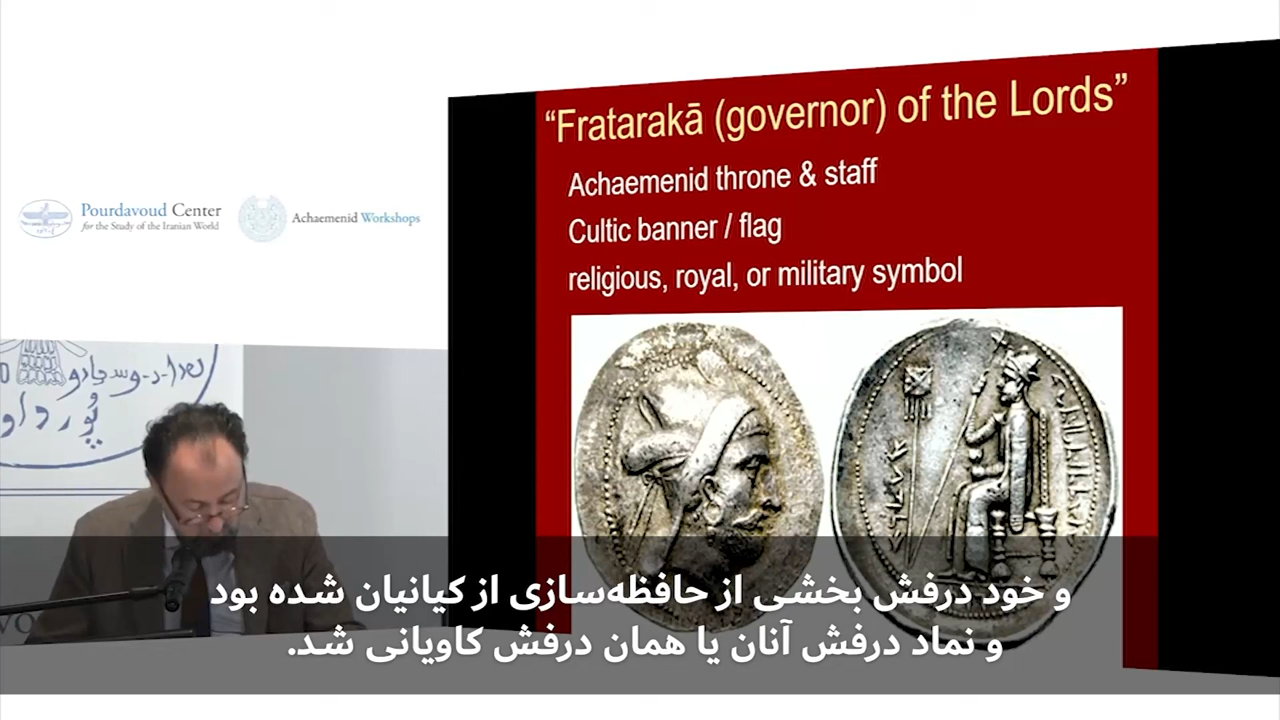 “Fratarakā (governor) of the Lords”
Achaemenid throne & staff
Cultic banner / flag
religious, royal, or military symbol
Pourdavoud Center
for the Study of the Iranian World
Achaemenid Workshops
و خود درفش بخشی از حافظه‌سازی از کیانیان شده بود
و نماد درفش آنان یا همان درفش کاویانی شد.